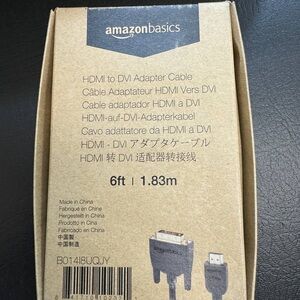 amazonbasics
HDMI to DVI Adapter Cable
Câble Adaptateur HDMI Vers DVI
Cable adaptador HDMI a DVI
HDMI-auf-DVI-Adapterkabel
Cavo adattatore da HDMI a DVI
HDMI - DVI アダプタケーブル
HDMI 转 DVI 适配器转接线
6ft | 1.83m
Made in China
Fabriqué en Chine
Hergestellt in China
Prodotto in Cina
Fabricado en China
中国製
中国制造
B014I8UQJY